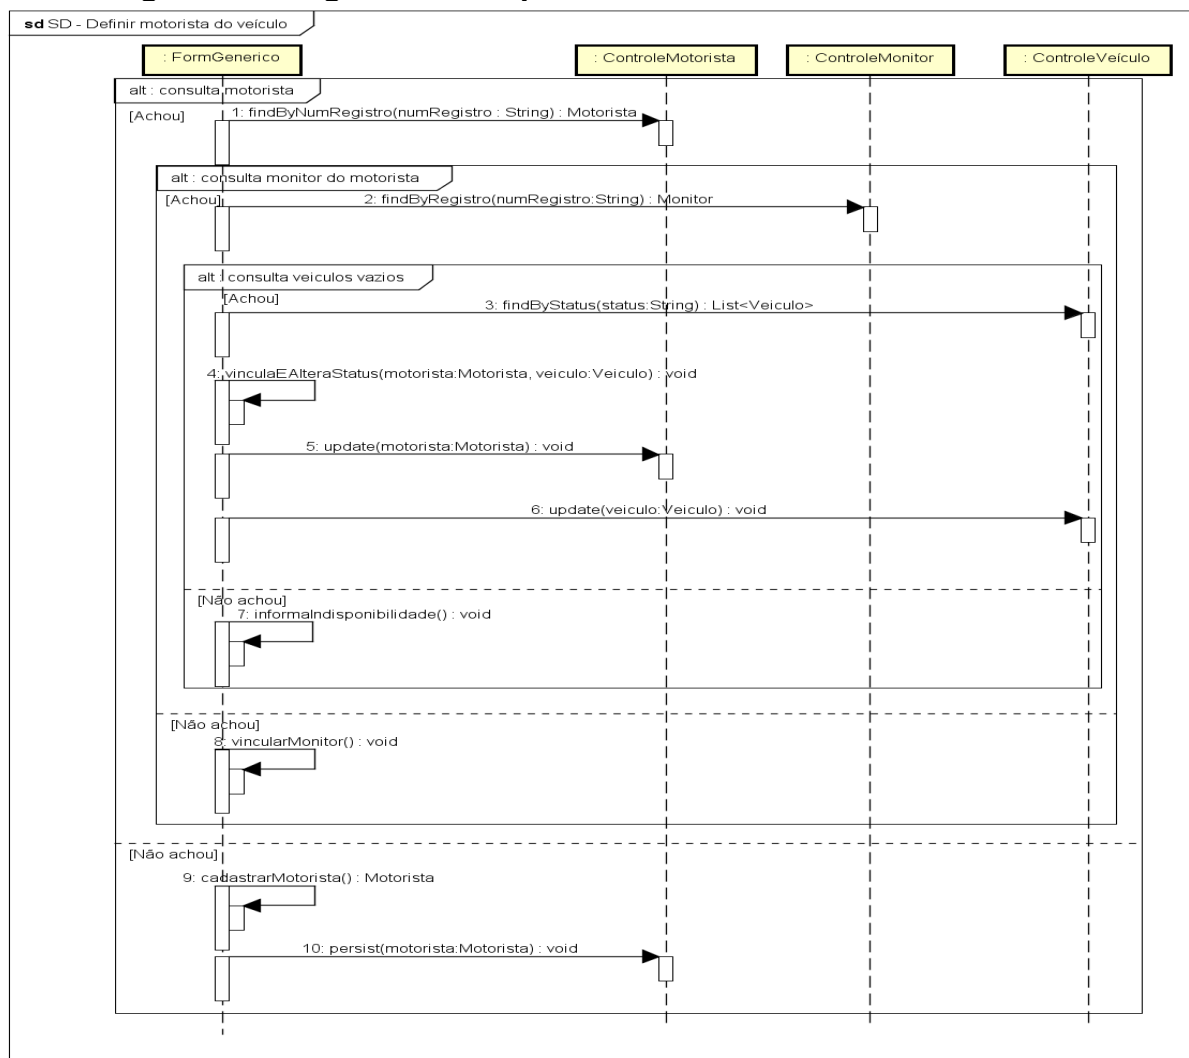 sd SD - Definir motorista do veículo
: FormGenerico
: ControleMotorista
: ControleMonitor
: ControleVeículo
alt : consulta motorista
[Achou]
1: findByNumRegistro(numRegistro : String) : Motorista
alt : consulta monitor do motorista
[Achou]
2: findByRegistro(numRegistro:String) : Monitor
alt : consulta veiculos vazios
[Achou]
3: findByStatus(status:String) : List<Veiculo>
4: vinculaEAlteraStatus(motorista:Motorista, veiculo:Veiculo) : void
5: update(motorista:Motorista) : void
6: update(veiculo:Veiculo) : void
[Não achou]
7: informaIndisponibilidade() : void
[Não achou]
8: vincularMonitor() : void
[Não achou]
9: cadastrarMotorista() : Motorista
10: persist(motorista:Motorista) : void